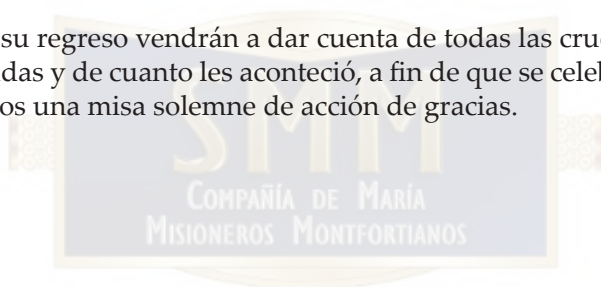 su regreso vendrán a dar cuenta de todas las cruc
das y de cuanto les aconteció, a fin de que se celeb
os una misa solemne de acción de gracias.
SMM
COMPAÑÍA DE MARÍA
MISIONEROS MONTFORTIANOS